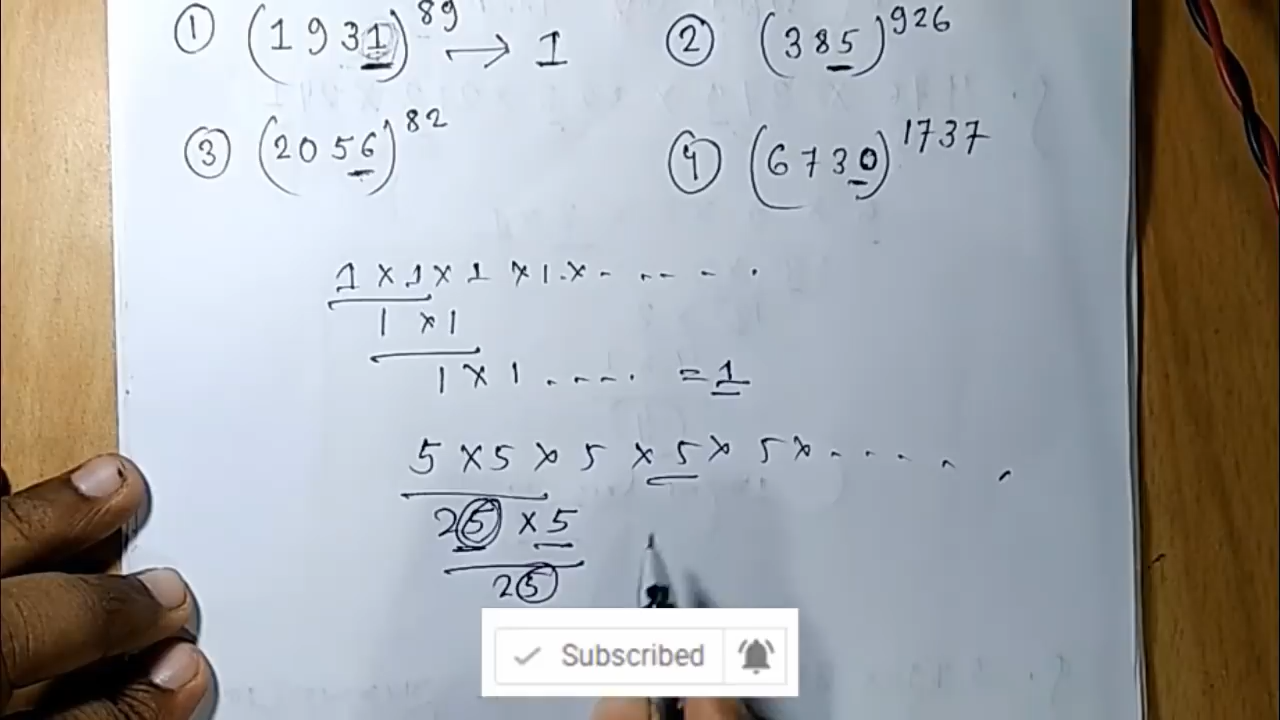 ① (1931)^89 → 1 ② (385)^926
③ (2056)^82 ④ (6730)^1737
1 × 1 × 1 × 1 × - - - - .
1 × 1
1 × 1 . - - - . = 1
5 × 5 × 5 × 5 × 5 × - - - - .
25 × 5
25
Subscribed